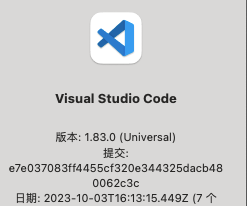 Visual Studio Code
版本: 1.83.0 (Universal)
提交:
e7e037083ff4455cf320e344325dacb48
0062c3c
日期: 2023-10-03T16:13:15.449Z (7 个